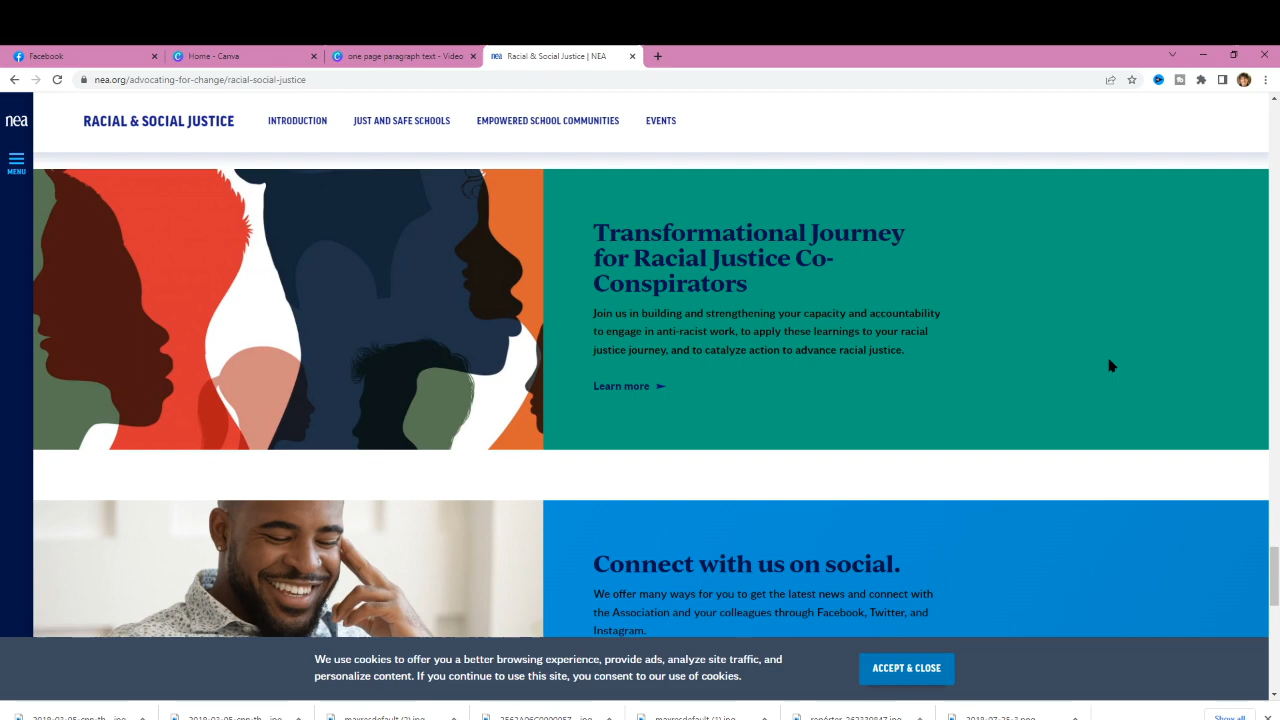 Facebook
Home - Canva
one page paragraph text - Video
nea Racial & Social Justice | NEA
nea.org/advocating-for-change/racial-social-justice
nea
MENU
RACIAL & SOCIAL JUSTICE INTRODUCTION JUST AND SAFE SCHOOLS EMPOWERED SCHOOL COMMUNITIES EVENTS
Transformational Journey
for Racial Justice Co-
Conspirators
Join us in building and strengthening your capacity and accountability
to engage in anti-racist work, to apply these learnings to your racial
justice journey, and to catalyze action to advance racial justice.
Learn more
Connect with us on social.
We offer many ways for you to get the latest news and connect with
the Association and your colleagues through Facebook, Twitter, and
Instagram.
We use cookies to offer you a better browsing experience, provide ads, analyze site traffic, and
personalize content. If you continue to use this site, you consent to our use of cookies.
ACCEPT & CLOSE
Show all